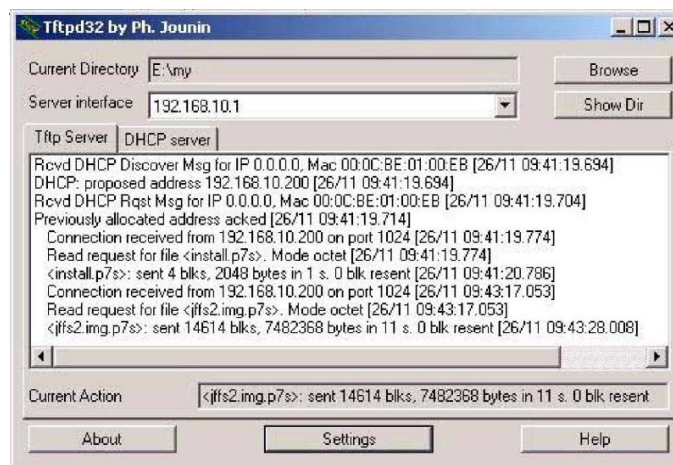 Tftpd32 by Ph. Jounin
Current Directory E:\my Browse
Server interface 192.168.10.1 Show Dir
Tftp Server DHCP server
Rcvd DHCP Discover Msg for IP 0.0.0.0, Mac 00:0C:BE:01:00:EB [26/11 09:41:19.694]
DHCP: proposed address 192.168.10.200 [26/11 09:41:19.694]
Rcvd DHCP Rqst Msg for IP 0.0.0.0, Mac 00:0C:BE:01:00:EB [26/11 09:41:19.704]
Previously allocated address acked [26/11 09:41:19.714]
Connection received from 192.168.10.200 on port 1024 [26/11 09:41:19.774]
Read request for file <install.p7s>. Mode octet [26/11 09:41:19.774]
<install.p7s>: sent 4 blks, 2048 bytes in 1 s. 0 blk resent [26/11 09:41:20.786]
Connection received from 192.168.10.200 on port 1024 [26/11 09:43:17.053]
Read request for file <jffs2.img.p7s>. Mode octet [26/11 09:43:17.053]
<jffs2.img.p7s>: sent 14614 blks, 7482368 bytes in 11 s. 0 blk resent [26/11 09:43:28.008]
Current Action <jffs2.img.p7s>: sent 14614 blks, 7482368 bytes in 11 s. 0 blk resent
About Settings Help